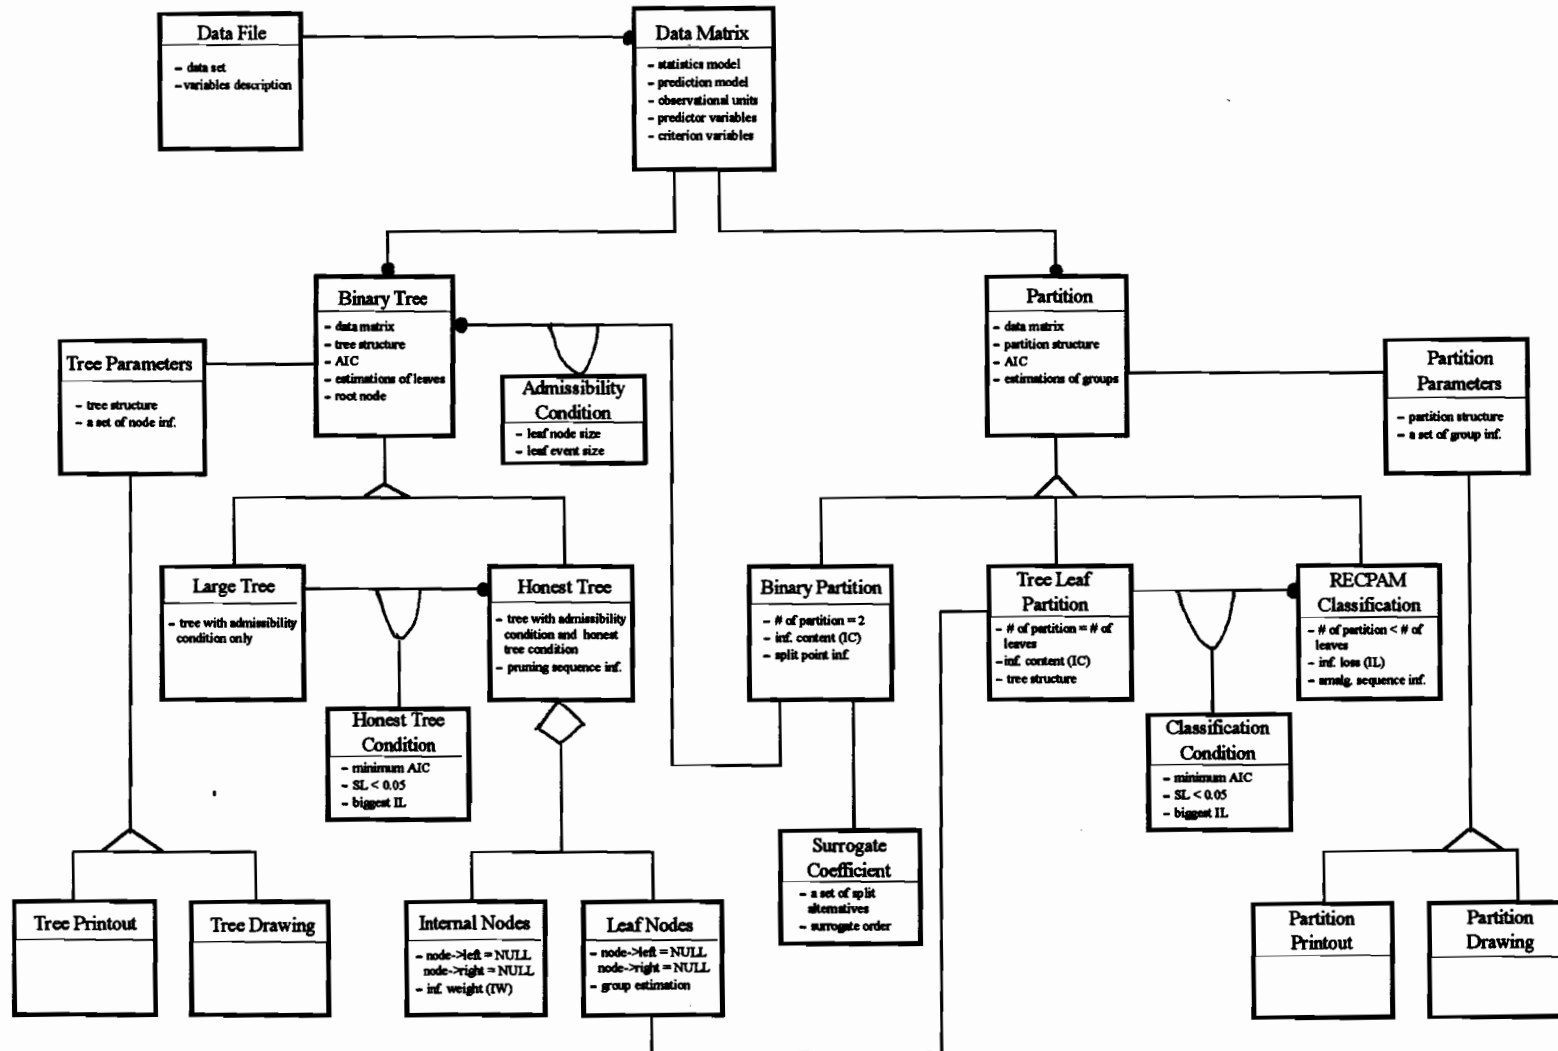 Data File
- data set
- variables description
Data Matrix
- statistics model
- prediction model
- observational units
- predictor variables
- criterion variables
Binary Tree
- data matrix
- tree structure
- AIC
- estimations of leaves
- root node
Partition
- data matrix
- partition structure
- AIC
- estimations of groups
Tree Parameters
- tree structure
- a set of node inf.
Admissibility
Condition
- leaf node size
- leaf event size
Partition
Parameters
- partition structure
- a set of group inf.
Large Tree
- tree with admissibility
condition only
Honest Tree
- tree with admissibility
condition and honest
tree condition
- pruning sequence inf.
Binary Partition
- # of partition = 2
- inf. content (IC)
- split point inf.
Tree Leaf
Partition
- # of partition = # of
leaves
- inf. content (IC)
- tree structure
RECPAM
Classification
- # of partition < # of
leaves
- inf. loss (IL)
- amalg. sequence inf.
Honest Tree
Condition
- minimum AIC
- SL < 0.05
- biggest IL
Classification
Condition
- minimum AIC
- SL < 0.05
- biggest IL
Surrogate
Coefficient
- a set of split
alternatives
- surrogate order
Tree Printout
Tree Drawing
Internal Nodes
- node->left = NULL
node->right = NULL
- inf. weight (IW)
Leaf Nodes
- node->left = NULL
node->right = NULL
- group estimation
Partition
Printout
Partition
Drawing